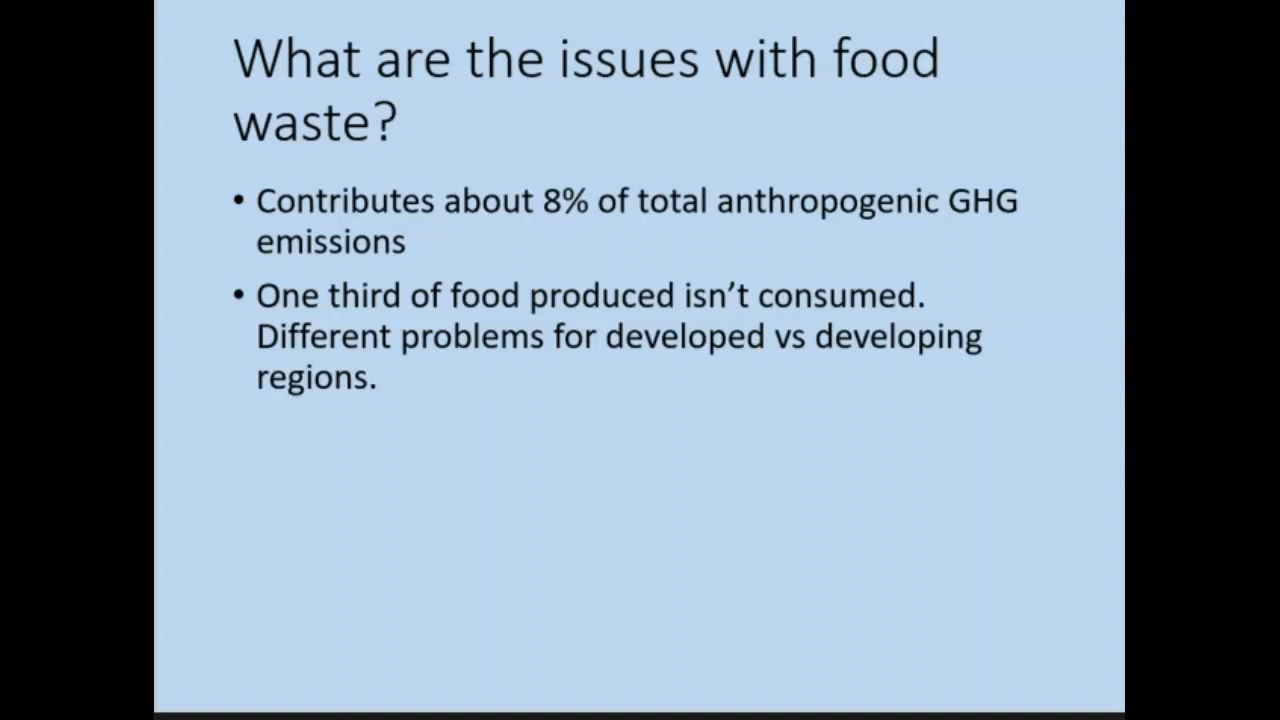 What are the issues with food
waste?
• Contributes about 8% of total anthropogenic GHG
emissions
• One third of food produced isn’t consumed.
Different problems for developed vs developing
regions.